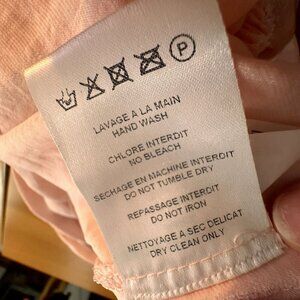 P
LAVAGE A LA MAIN
HAND WASH
CHLORE INTERDIT
NO BLEACH
SECHAGE EN MACHINE INTERDIT
DO NOT TUMBLE DRY
REPASSAGE INTERDIT
DO NOT IRON
NETTOYAGE A SEC DELICAT
DRY CLEAN ONLY